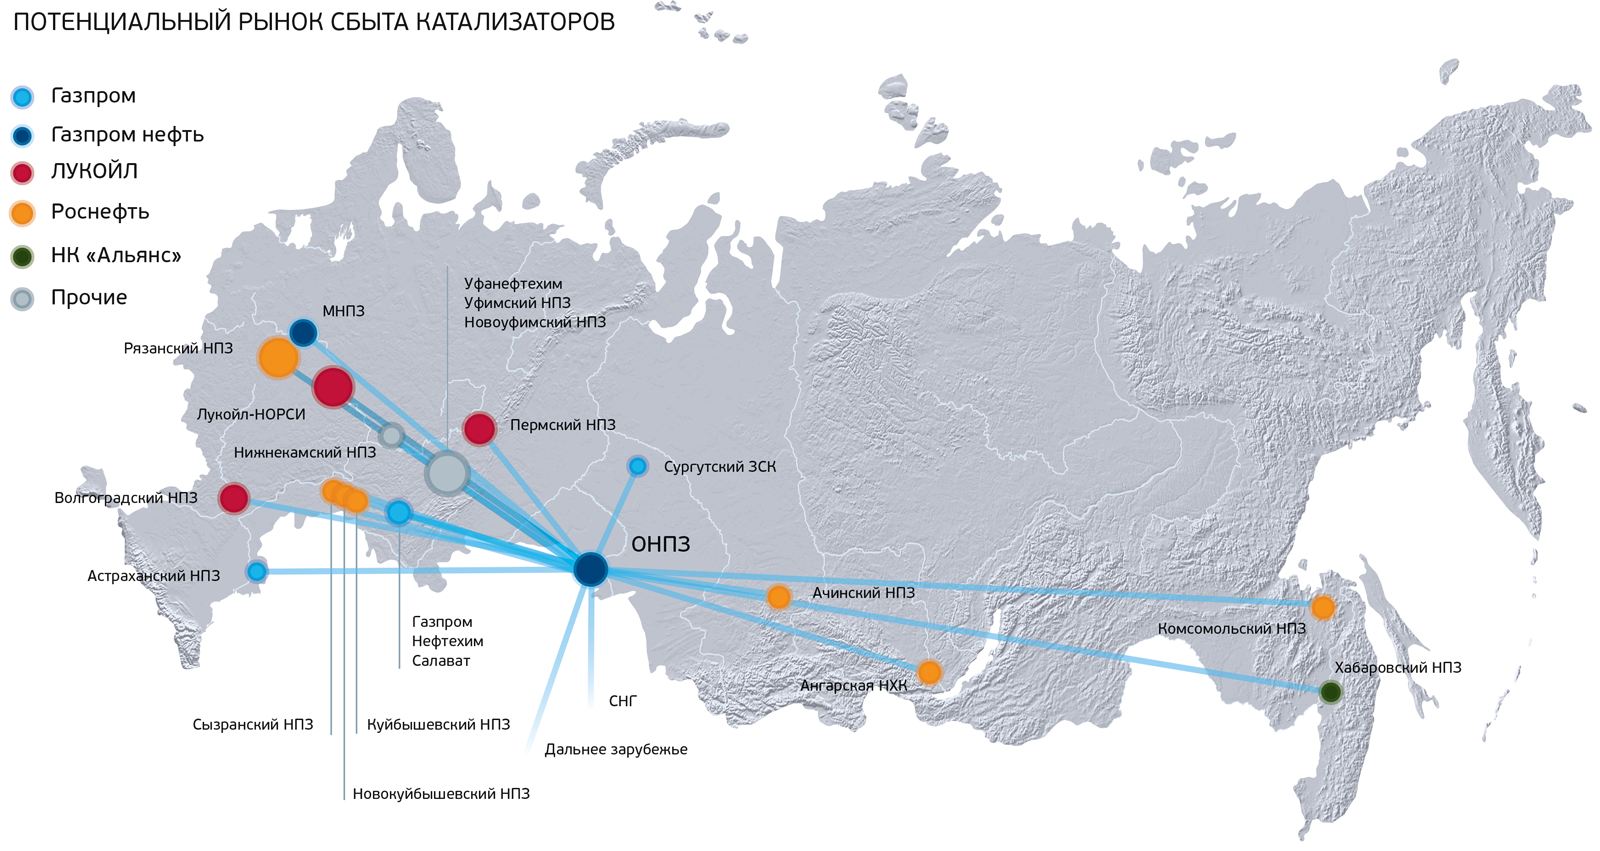 ПОТЕНЦИАЛЬНЫЙ РЫНОК СБЫТА КАТАЛИЗАТОРОВ
Газпром
Газпром нефть
ЛУКОЙЛ
Роснефть
НК «Альянс»
Прочие
МНПЗ
Рязанский НПЗ
Уфанефтехим
Уфимский НПЗ
Новоуфимский НПЗ
Лукойл-НОРСИ
Пермский НПЗ
Нижнекамский НПЗ
Сургутский ЗСК
Волгоградский НПЗ
ОНПЗ
Астраханский НПЗ
Ачинский НПЗ
Комсомольский НПЗ
Газпром
Нефтехим
Салават
Хабаровский НПЗ
Ангарская НХК
СНГ
Сызранский НПЗ
Куйбышевский НПЗ
Дальнее зарубежье
Новокуйбышевский НПЗ